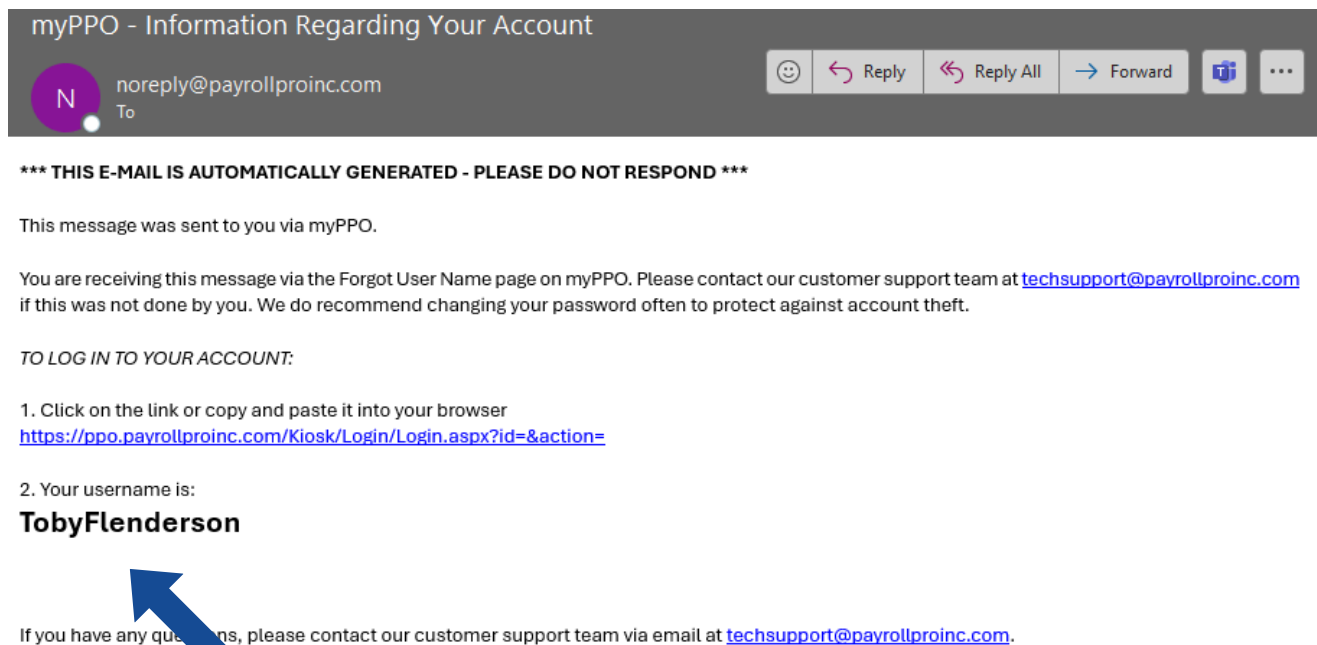 myPPO - Information Regarding Your Account
N
noreply@payrollproinc.com
To
Reply
Reply All
Forward
*** THIS E-MAIL IS AUTOMATICALLY GENERATED - PLEASE DO NOT RESPOND ***
This message was sent to you via myPPO.
You are receiving this message via the Forgot User Name page on myPPO. Please contact our customer support team at techsupport@payrollproinc.com
if this was not done by you. We do recommend changing your password often to protect against account theft.
TO LOG IN TO YOUR ACCOUNT:
1. Click on the link or copy and paste it into your browser
https://ppo.payrollproinc.com/Kiosk/Login/Login.aspx?id=&action=
2. Your username is:
TobyFlenderson
If you have any please contact our customer support team via email at techsupport@payrollproinc.com.